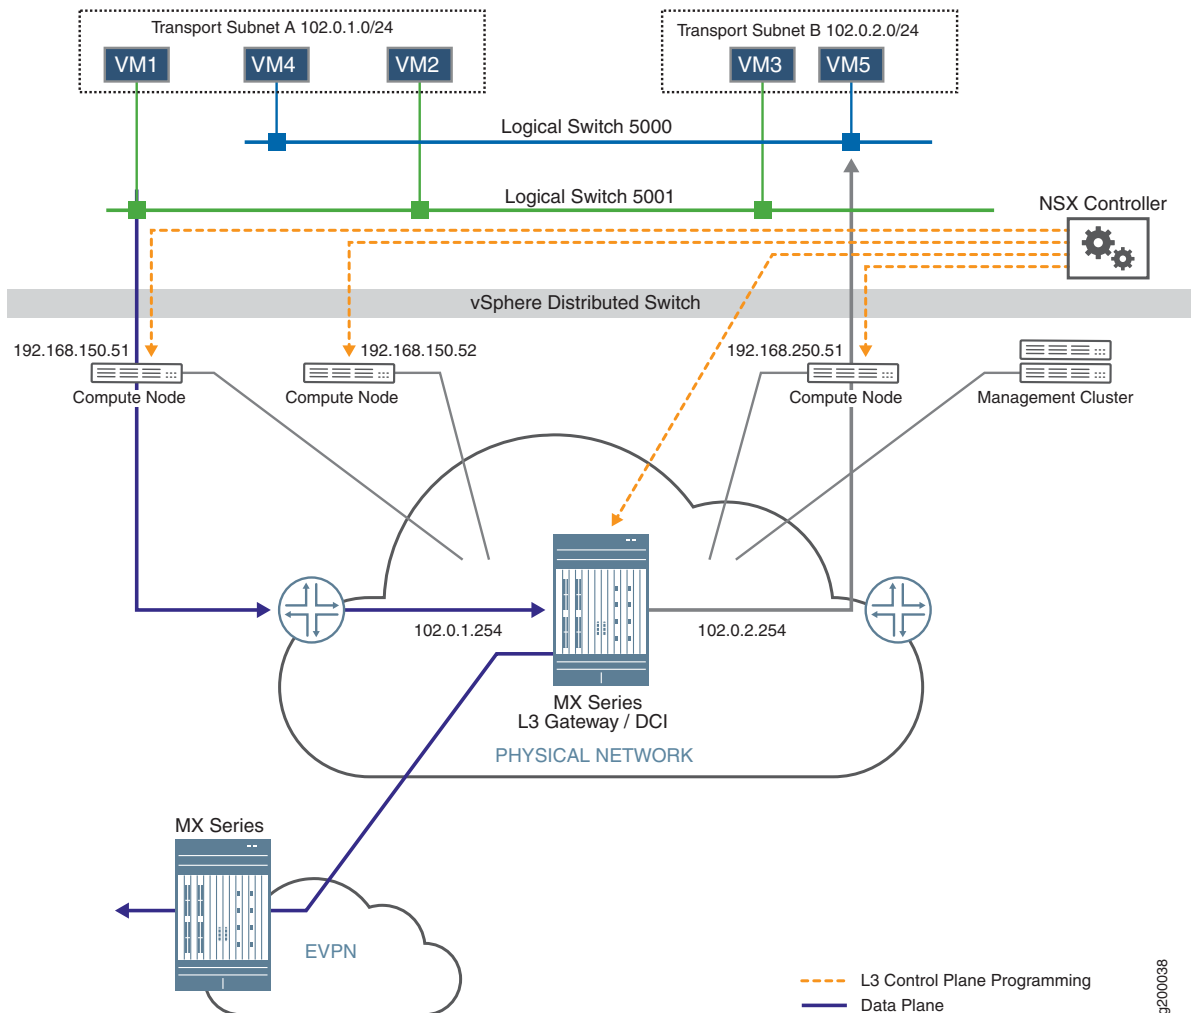 Transport Subnet A 102.0.1.0/24
Transport Subnet B 102.0.2.0/24
VM1
VM4
VM2
VM3
VM5
Logical Switch 5000
Logical Switch 5001
NSX Controller
vSphere Distributed Switch
192.168.150.51
192.168.150.52
192.168.250.51
Compute Node
Compute Node
Compute Node
Management Cluster
102.0.1.254
102.0.2.254
MX Series
L3 Gateway / DCI
PHYSICAL NETWORK
MX Series
EVPN
L3 Control Plane Programming
Data Plane
g200038